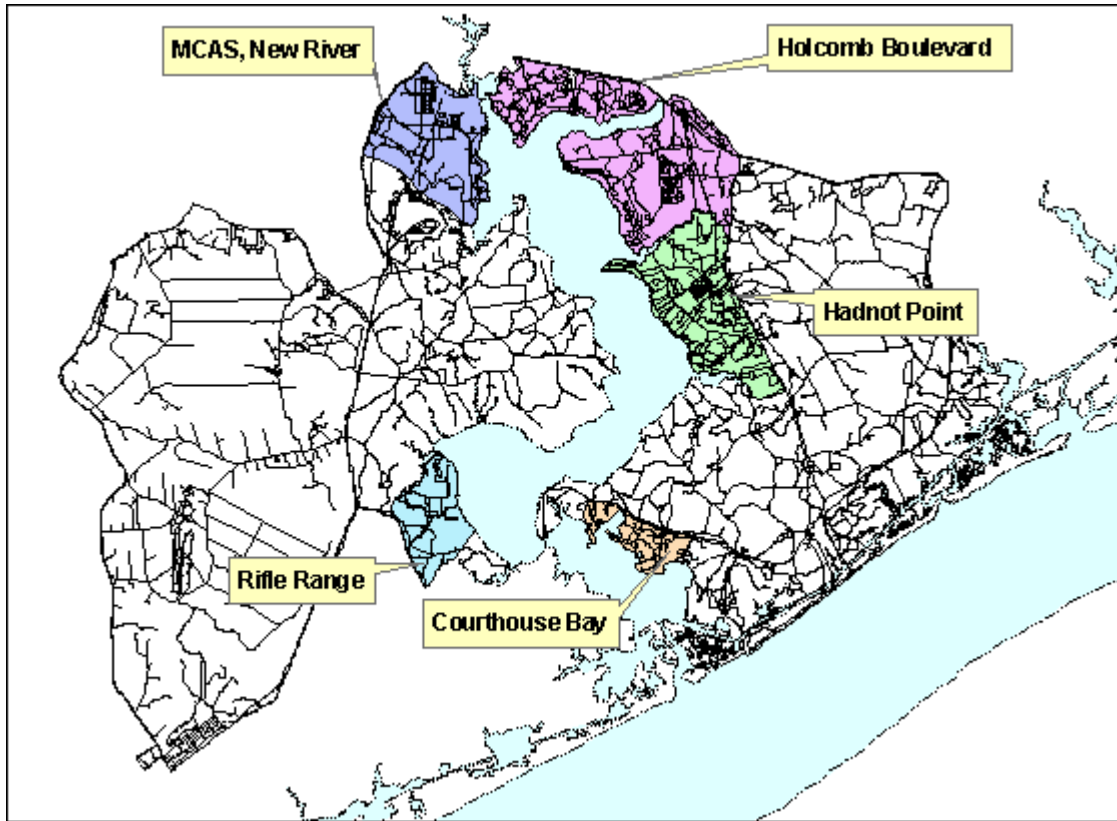 MCAS, New River
Holcomb Boulevard
Hadnot Point
Rifle Range
Courthouse Bay